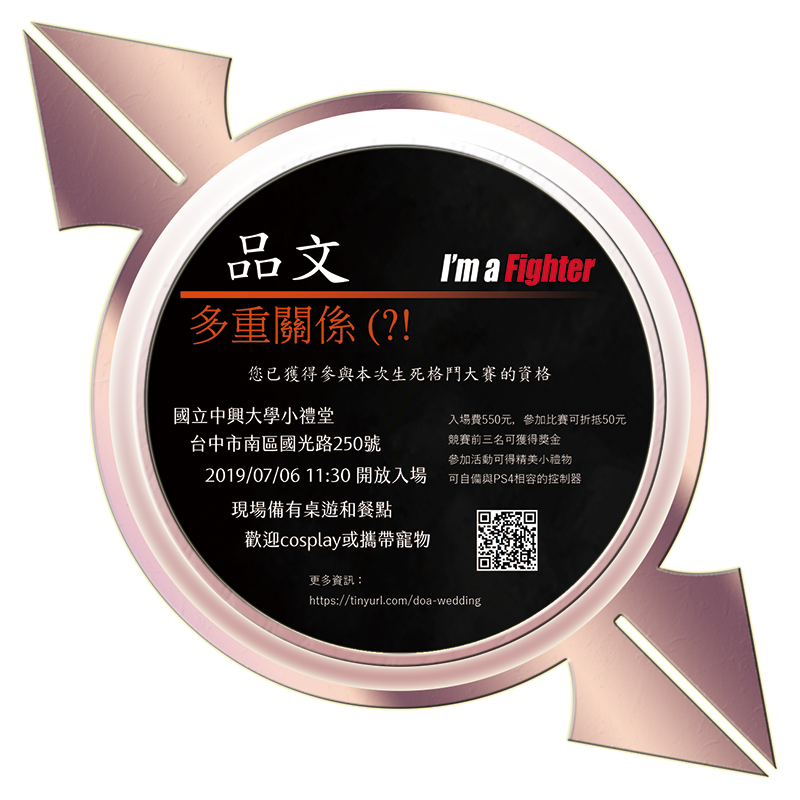 品文
I'm a Fighter
多重關係 (?!
您已獲得參與本次生死格鬥大賽的資格
國立中興大學小禮堂
台中市南區國光路250號
2019/07/06 11:30 開放入場
現場備有桌遊和餐點
歡迎cosplay或攜帶寵物
入場費550元，參加比賽可折抵50元
競賽前三名可獲得獎金
參加活動可得精美小禮物
可自備與PS4相容的控制器
更多資訊：
https://tinyurl.com/doa-wedding